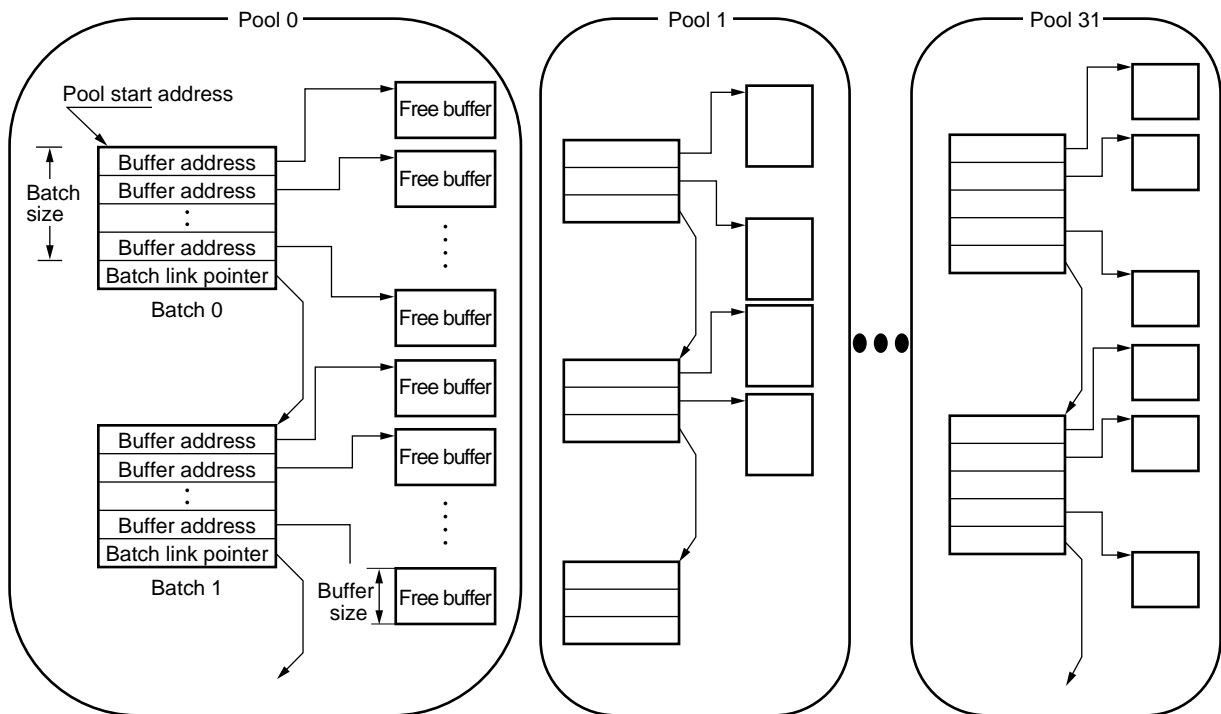 Pool 0
Pool start address
Free buffer
Buffer address
Buffer address
Free buffer
Batch
size
Buffer address
Batch link pointer
Batch 0
Free buffer
Free buffer
Buffer address
Buffer address
Free buffer
Buffer address
Batch link pointer
Batch 1
Buffer
size
Free buffer
Pool 1
Pool 31